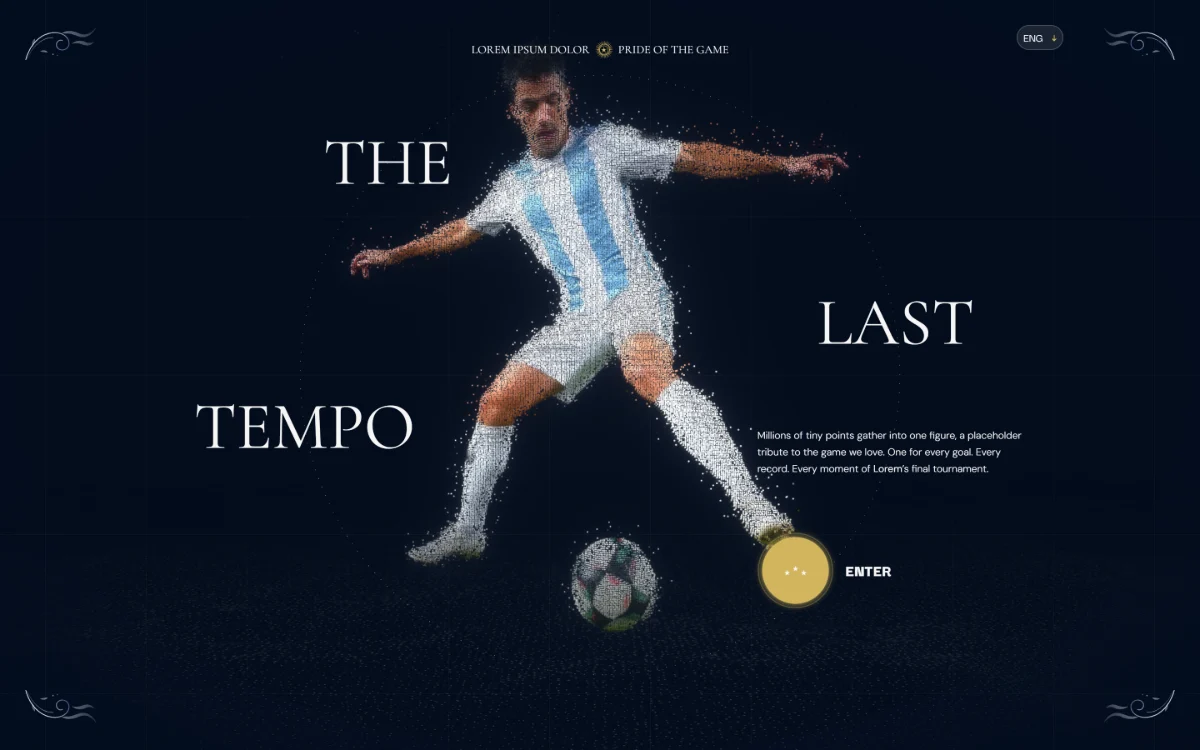 LOREM IPSUM DOLOR PRIDE OF THE GAME
ENG
THE
LAST
TEMPO
Millions of tiny points gather into one figure, a placeholder
tribute to the game we love. One for every goal. Every
record. Every moment of Lorem's final tournament.
ENTER